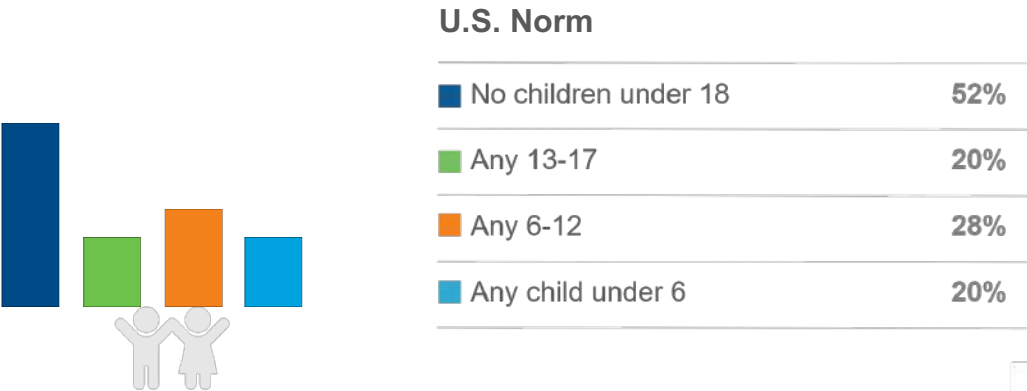 U.S. Norm
No children under 18 52%
Any 13-17 20%
Any 6-12 28%
Any child under 6 20%